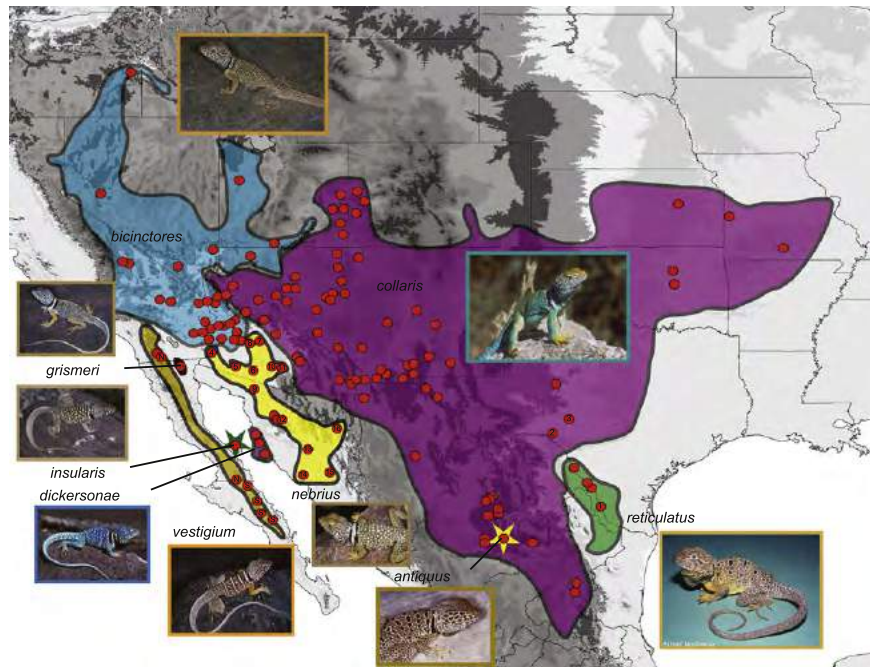 bicinctores
collaris
grismeri
insularis
dickersonae
nebrius
vestigium
reticulatus
antiquus